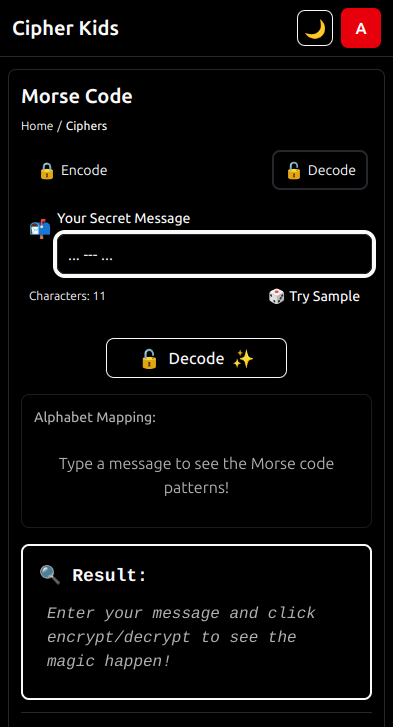 Cipher Kids
A
Morse Code
Home / Ciphers
Encode
Decode
Your Secret Message
... --- ...
Characters: 11
Try Sample
Decode
Alphabet Mapping:
Type a message to see the Morse code
patterns!
Result:
Enter your message and click
encrypt/decrypt to see the
magic happen!